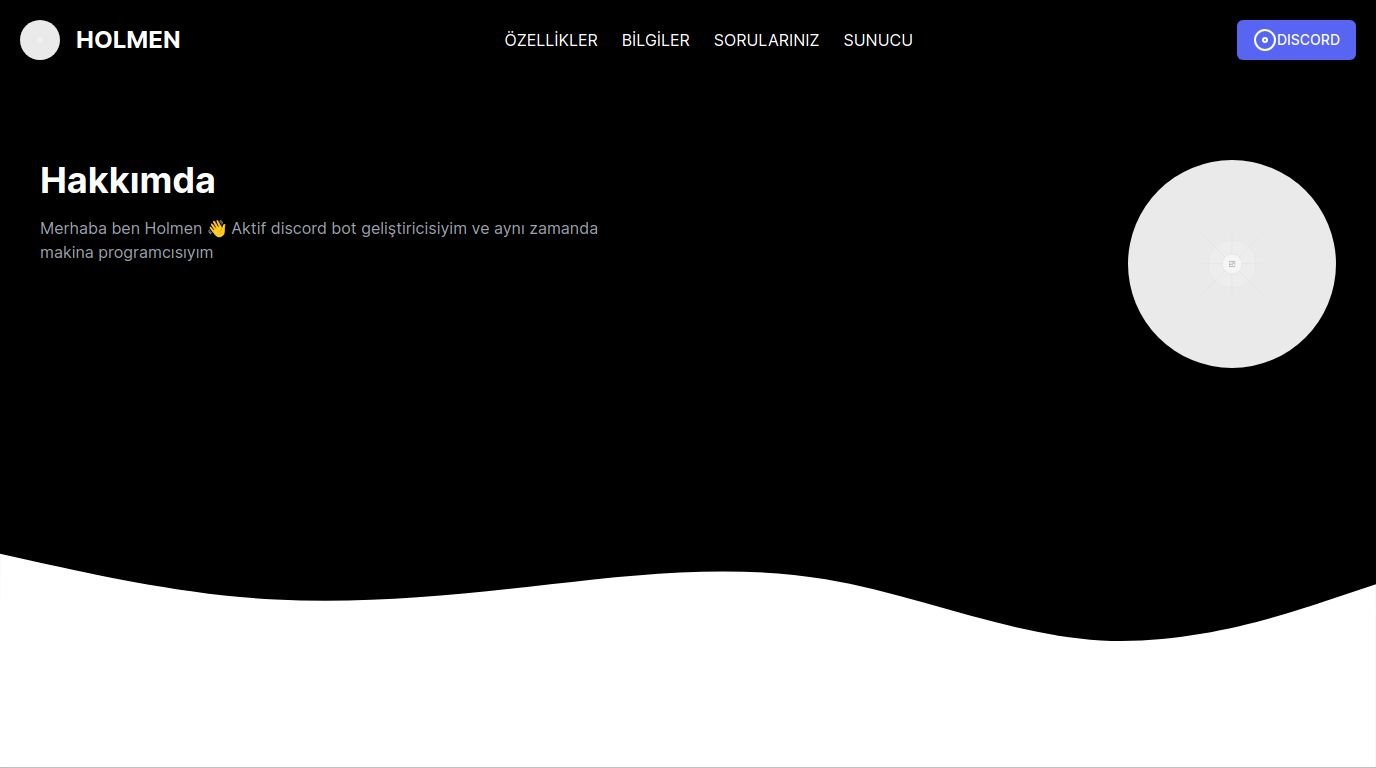 HOLMEN
ÖZELLİKLER BİLGİLER SORULARINIZ SUNUCU
DISCORD
Hakkımda
Merhaba ben Holmen 👋 Aktif discord bot geliştiricisiyim ve aynı zamanda
makina programcısıyım